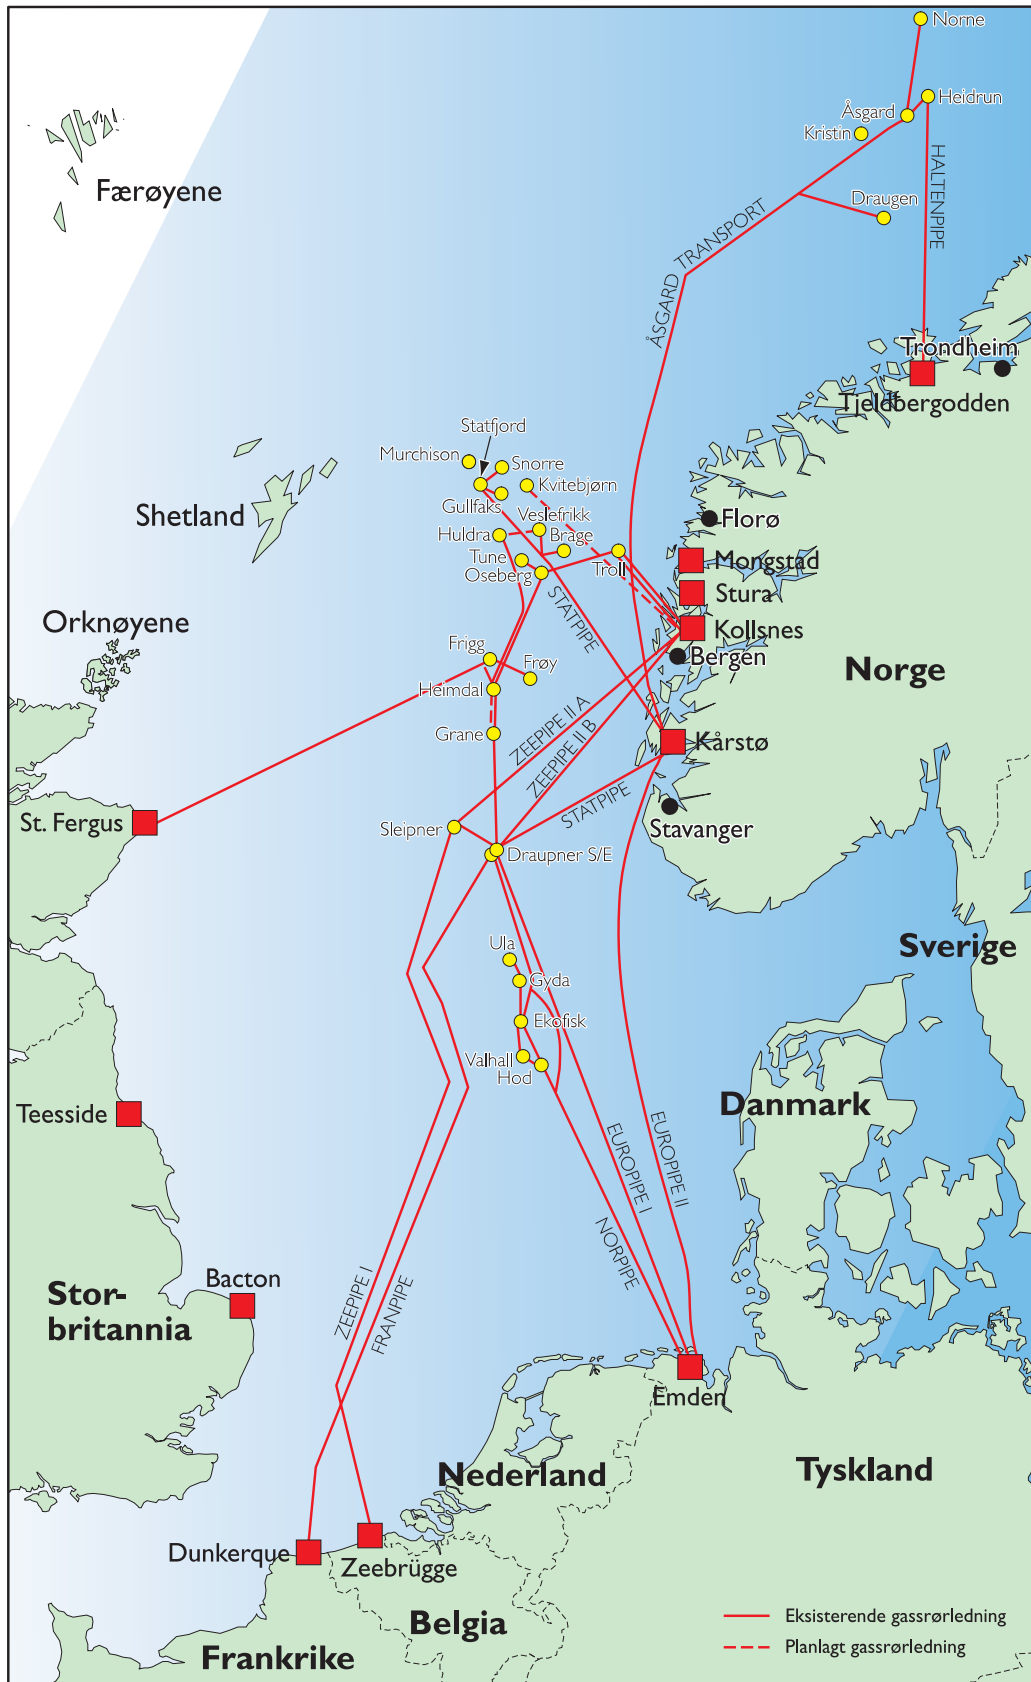 Norne
Heidrun
Åsgard
Kristin
HALTENPIPE
Færøyene
Draugen
ÅSGARD TRANSPORT
Trondheim
Tjeldbergodden
Statfjord
Murchison
Snorre
Kvitebjørn
Gullfaks
Shetland
Veslefrikk
Florø
Huldra
Brage
Tune
Oseberg
Troll
Mongstad
Stura
STATPIPE
Orknøyene
Kollsnes
Frigg
Bergen
Frøy
Norge
Heimdal
ZEEPIPE II A
Grane
Kårstø
ZEEPIPE II B
STATPIPE
St. Fergus
Sleipner
Stavanger
Draupner S/E
Ula
Sverige
Gyda
Ekofisk
Valhall
Hod
Teesside
Danmark
EUROPIPE II
EUROPIPE I
NORPIPE
Bacton
ZEEPIPE I
FRANPIPE
Stor-
britannia
Emden
Nederland
Tyskland
Dunkerque
Zeebrügge
Belgia
Frankrike
Eksisterende gassrørledning
Planlagt gassrørledning